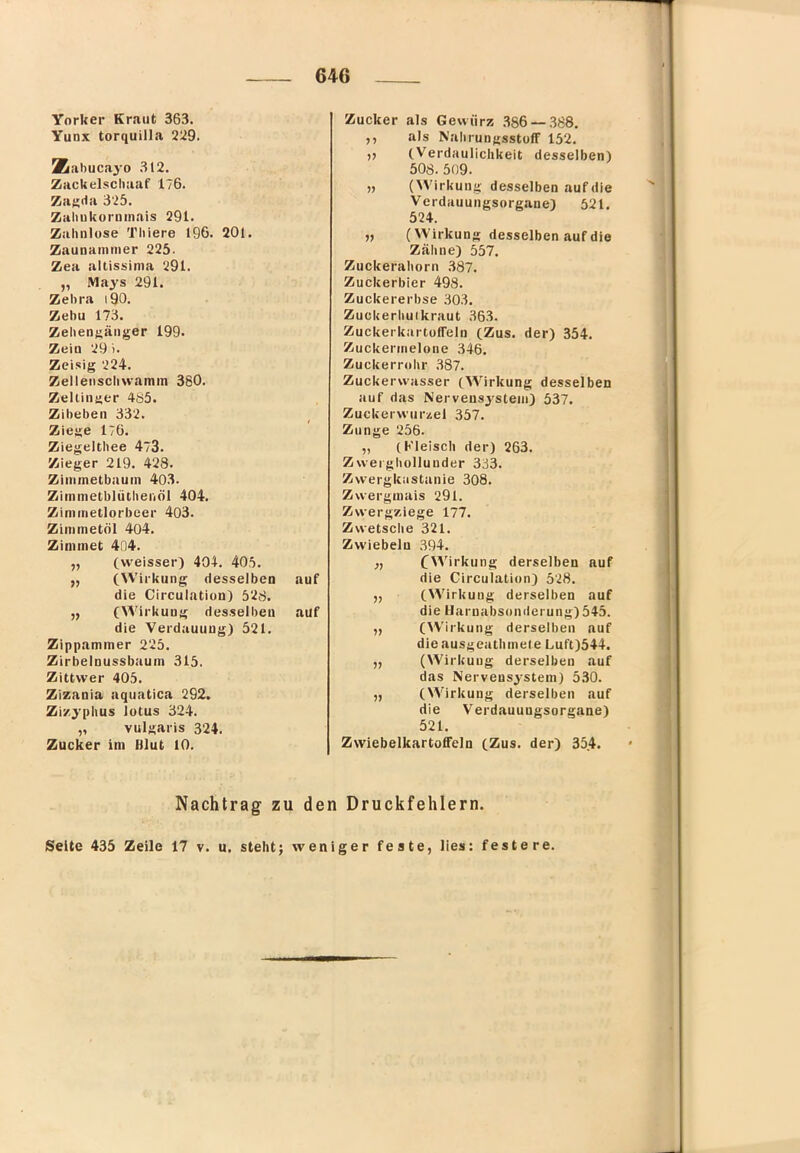 646
Yorker Kraut 363.
Yunx torquilla 229.
Zabucayo 312.
Zackelschaaf 176.
Zagda 325.
Zahnkornmais 291.
Zahnlose Thiere 196. 201.
Zaunammer 225.
Zea altissima 291.
„ Mays 291.
Zebra 190.
Zebu 173.
Zehengänger 199.
Zein
Zeisig 224.
Zellenschwamm 380.
Zeltinger 485.
Zibeben 332.
Ziege 176.
Ziegelthee 473.
Zieger 219. 428.
Zimmetbaum 403.
Zimmetblüthenöl 404.
Zimmetlorbeer 403.
Zimmetöl 404.
Zimmet 404.
„ (weisser) 404. 405.
„ (Wirkung desselben auf
die Circulation) 528.
„ (Wirkung desselben auf
die Verdauung) 521.
Zippammer 225.
Zirbelnussbaum 315.
Zittwer 405.
Zizania aquatica 292.
Zizyphus lotus 324.
„ vulgaris 324.
Zucker im Blut 10.
Zucker als Gewürz 386 — 388.
„ als Nahrungsstoff 152.
„ (Verdaulichkeit desselben)
508. 509.
„ (Wirkung desselben auf die
Verdauungsorgane) 521.
524.
„ (Wirkung desselben auf die
Zähne) 557.
Zuckerahorn 387.
Zuckerbier 498.
Zuckererbse 303.
Zuckerhutkraut 363.
Zuckerkartoffeln (Zus. der) 354.
Zuckermelone 346.
Zuckerrohr 387.
Zuckerwasser (Wirkung desselben
auf das Nervensystem) 537.
Zuckerwurzel 357.
Zunge 256.
„ (Fleisch der) 263.
Zwerghollunder 333.
Zwergkastanie 308.
Zwergmais 291.
Zwergziege 177.
Zwetsche 321.
Zwiebeln 394.
„ (Wirkung derselben auf
die Circulation) 528.
„ (Wirkung derselben auf
die Harnabsonderung) 545.
„ (Wirkung derselben auf
die ausgeathmete Luft) 544.
„ (Wirkung derselben auf
das Nervensystem) 530.
„ (Wirkung derselben auf
die Verdauungsorgane)
521.
Zwiebelkartoffeln (Zus. der) 354.
Nachtrag zu den Druckfehlern.
Seite 435 Zeile 17 v. u. steht; weniger feste, lies: festere.